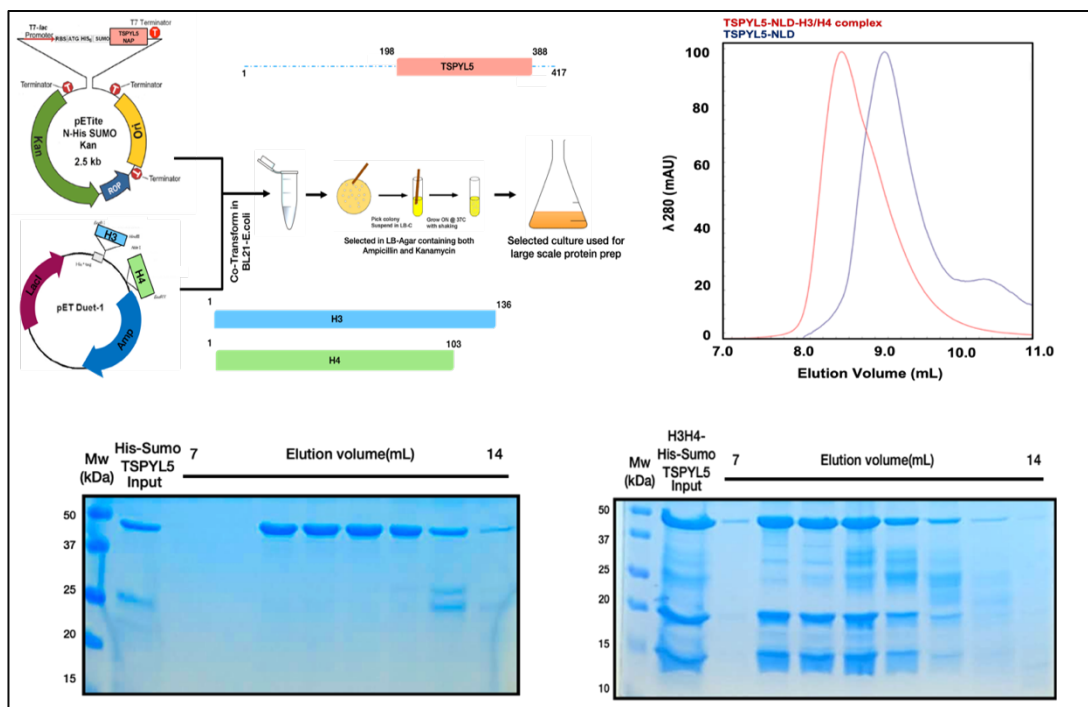 T7-lac
Promoter
RBS ATG HIS6 SUMO
TSPYL5
NAP
T7 Terminator
T
Terminator
T
T
Terminator
pETite
N-His SUMO
Kan
2.5 kb
Kan
Ori
ROP
T
Terminator
198
388
TSPYL5
1
417
Co-Transform in
BL21-E.coli
Pick colony
Suspend in LB-C
Grow ON @ 37C
with shaking
Selected in LB-Agar containing both
Ampicillin and Kanamycin
Selected culture used for
large scale protein prep
H3
H4
LacI
pET Duet-1
Amp
1
136
H3
1
103
H4
TSPYL5-NLD-H3/H4 complex
TSPYL5-NLD
λ 280 (mAU)
100
80
60
40
20
0
7.0 8.0 9.0 10.0 11.0
Elution Volume (mL)
Mw
(kDa)
His-Sumo
TSPYL5
Input
7
Elution volume(mL)
14
50
37
25
20
15
Mw
(kDa)
H3H4-
His-Sumo
TSPYL5
Input
7
Elution volume(mL)
14
50
37
25
20
15
10